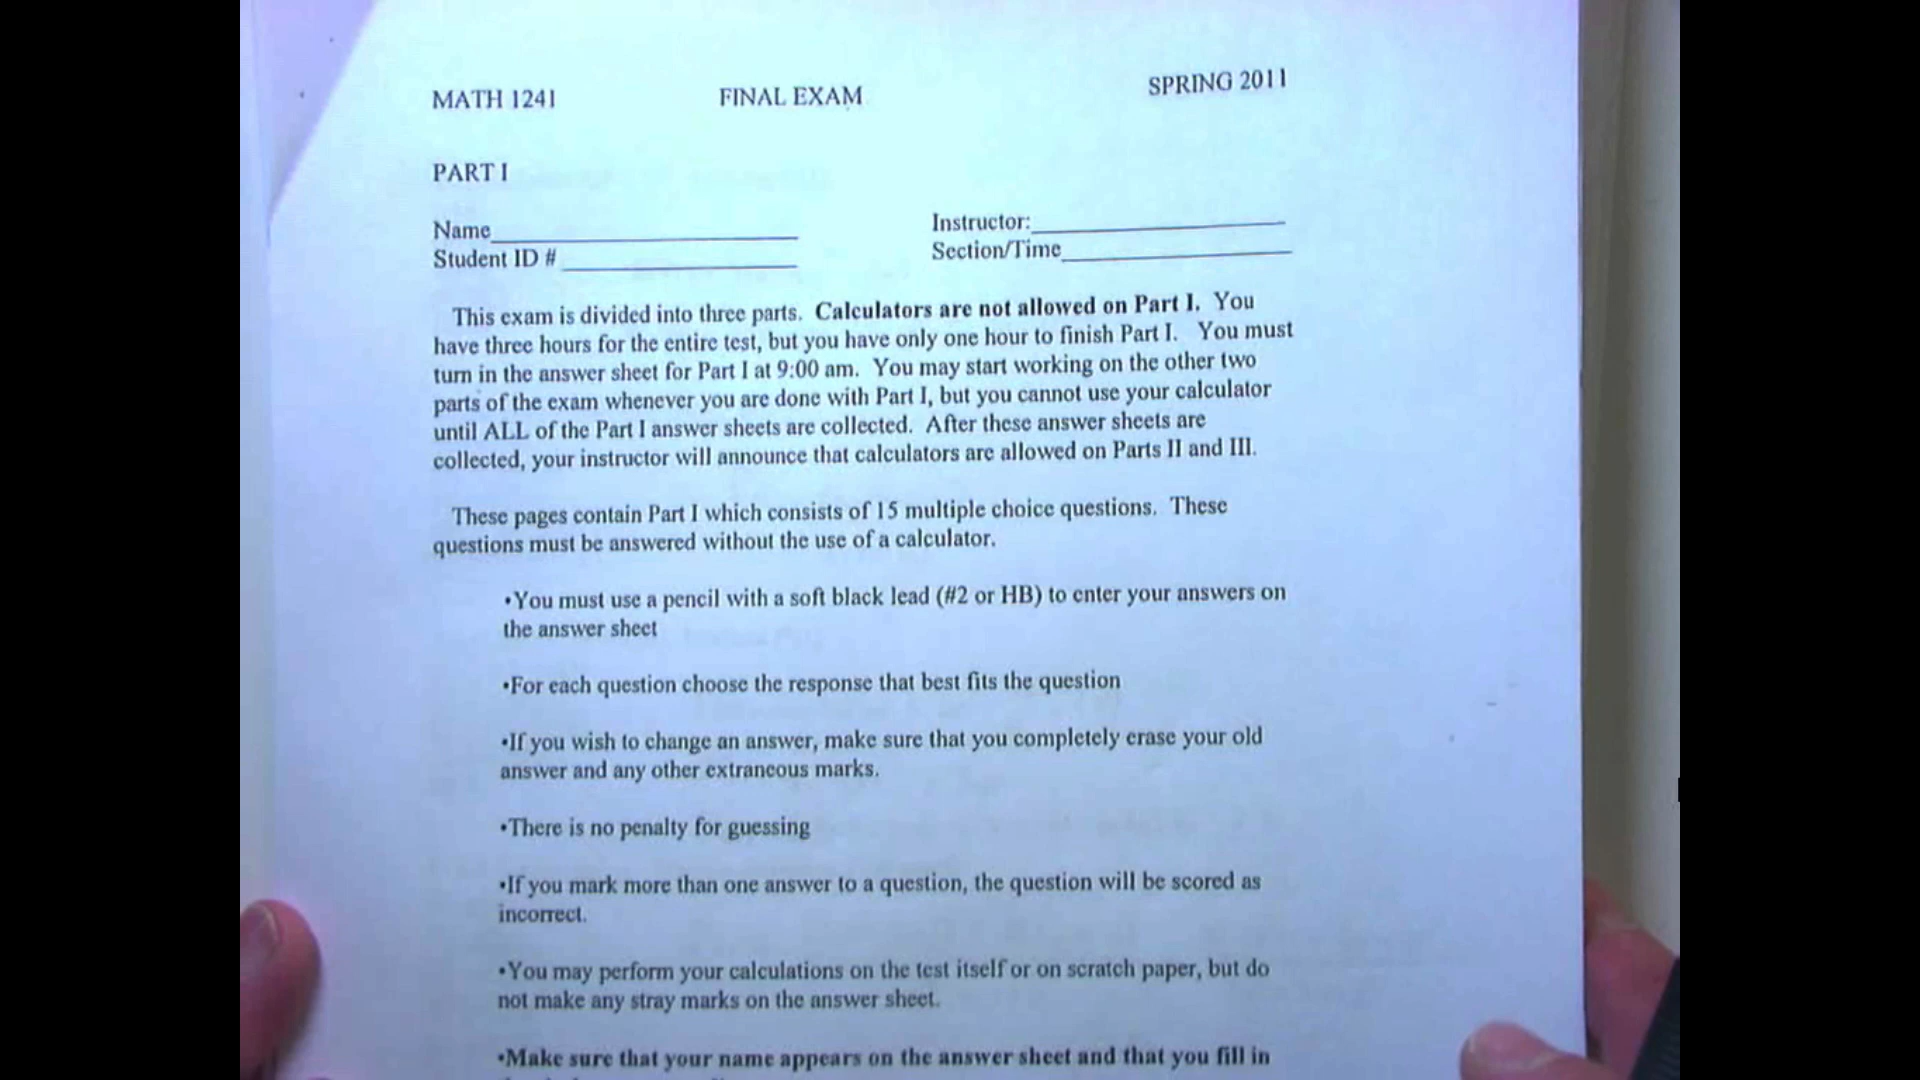 MATH 1241 FINAL EXAM SPRING 2011
PART I
Name____________________ Instructor:____________________
Student ID # ____________________ Section/Time____________________
This exam is divided into three parts. Calculators are not allowed on Part I. You
have three hours for the entire test, but you have only one hour to finish Part I. You must
turn in the answer sheet for Part I at 9:00 am. You may start working on the other two
parts of the exam whenever you are done with Part I, but you cannot use your calculator
until ALL of the Part I answer sheets are collected. After these answer sheets are
collected, your instructor will announce that calculators are allowed on Parts II and III.
These pages contain Part I which consists of 15 multiple choice questions. These
questions must be answered without the use of a calculator.
•You must use a pencil with a soft black lead (#2 or HB) to enter your answers on
the answer sheet
•For each question choose the response that best fits the question
•If you wish to change an answer, make sure that you completely erase your old
answer and any other extraneous marks.
•There is no penalty for guessing
•If you mark more than one answer to a question, the question will be scored as
incorrect.
•You may perform your calculations on the test itself or on scratch paper, but do
not make any stray marks on the answer sheet.
•Make sure that your name appears on the answer sheet and that you fill in